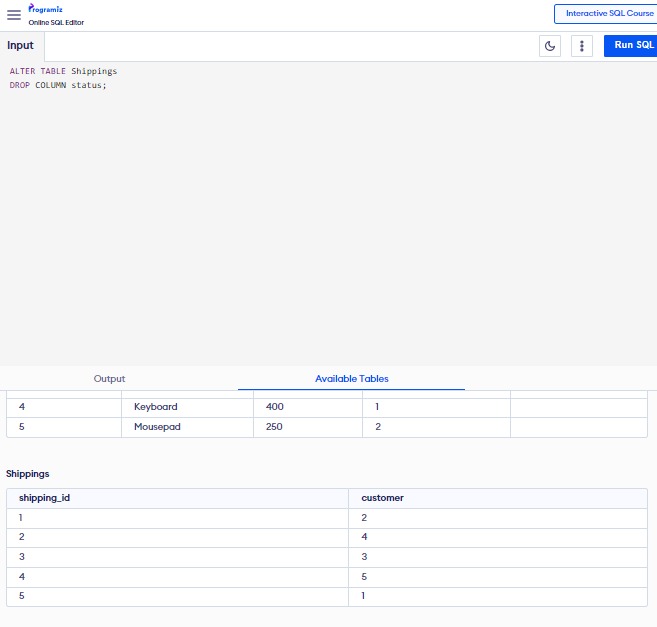 Programiz
Online SQL Editor
Interactive SQL Course
Input
Run SQL
ALTER TABLE Shippings
DROP COLUMN status;
Output Available Tables
4 Keyboard 400 1
5 Mousepad 250 2
Shippings
shipping_id customer
1 2
2 4
3 3
4 5
5 1